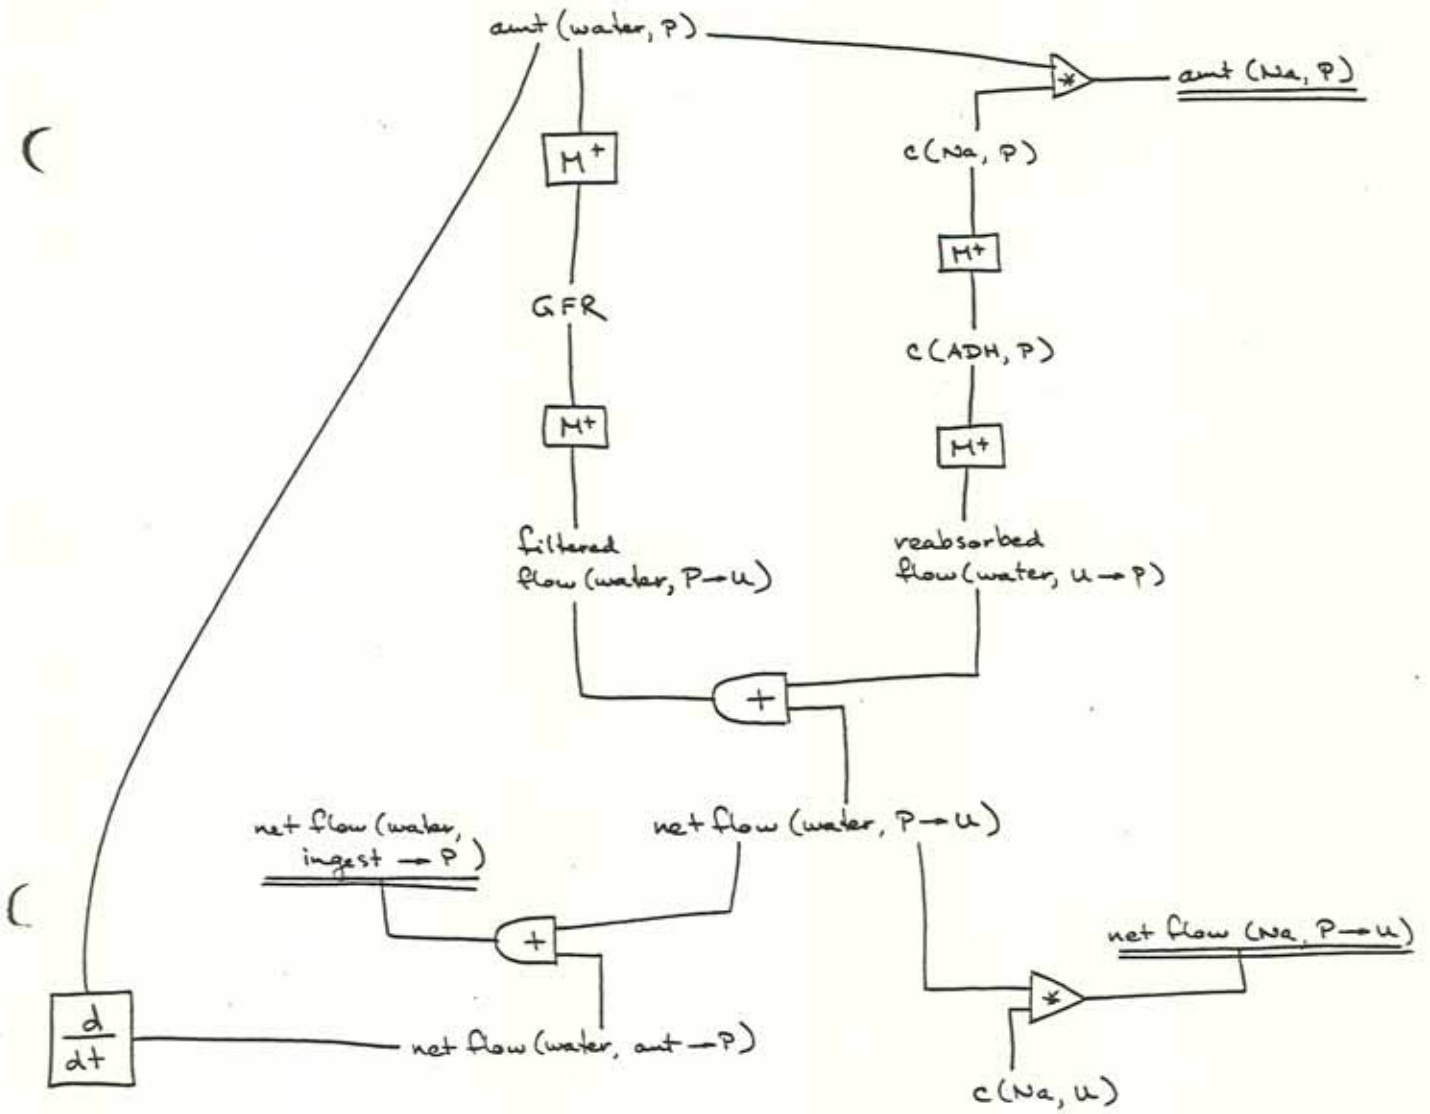 amt (water, P)
*
amt (Na, P)
M+
c(Na, P)
M+
GFR
c(ADH, P)
M+
M+
filtered
flow (water, P→U)
reabsorbed
flow (water, U→P)
+
net flow (water,
ingest → P)
net flow (water, P→U)
+
net flow (Na, P→U)
*
d
dt
net flow (water, out→P)
c(Na, U)